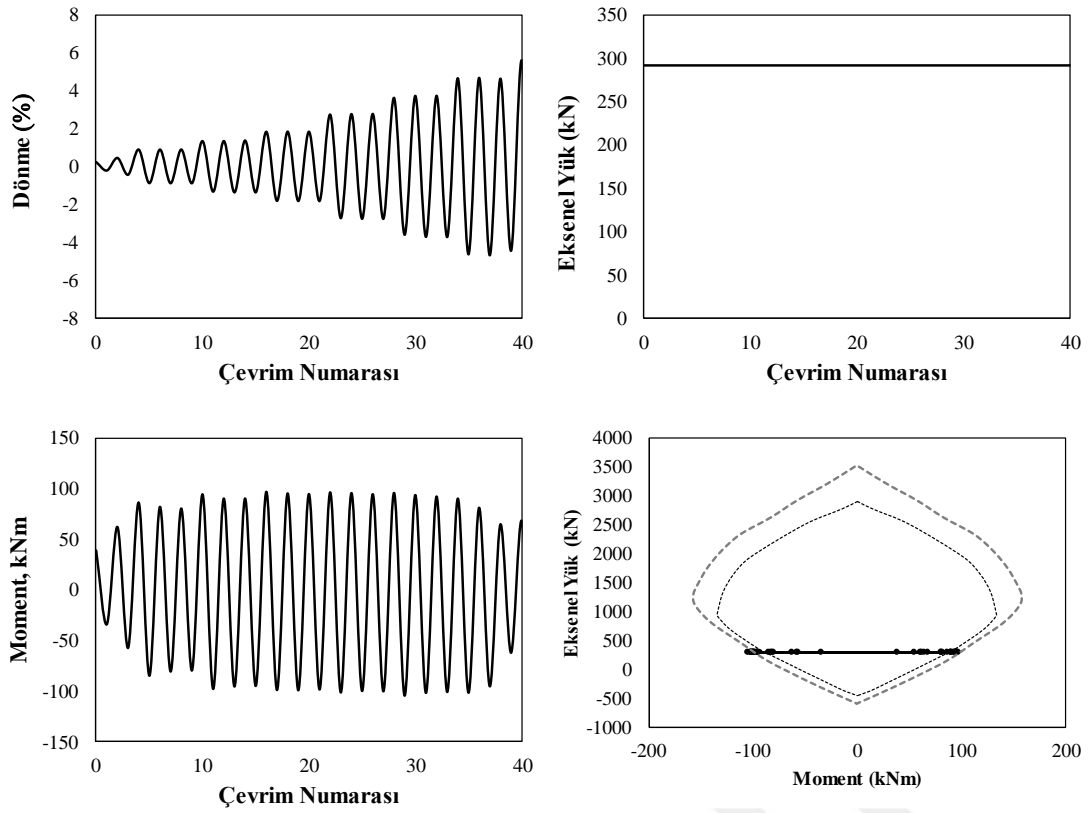 8
6
4
2
0
-2
-4
-6
-8
Dönme (%)
0 10 20 30 40
Çevrim Numarası
350
300
250
200
150
100
50
0
Eksenel Yük (kN)
0 10 20 30 40
Çevrim Numarası
150
100
50
0
-50
-100
-150
Moment, kNm
0 10 20 30 40
Çevrim Numarası
4000
3500
3000
2500
2000
1500
1000
500
0
-500
-1000
Eksenel Yük (kN)
-200 -100 0 100 200
Moment (kNm)